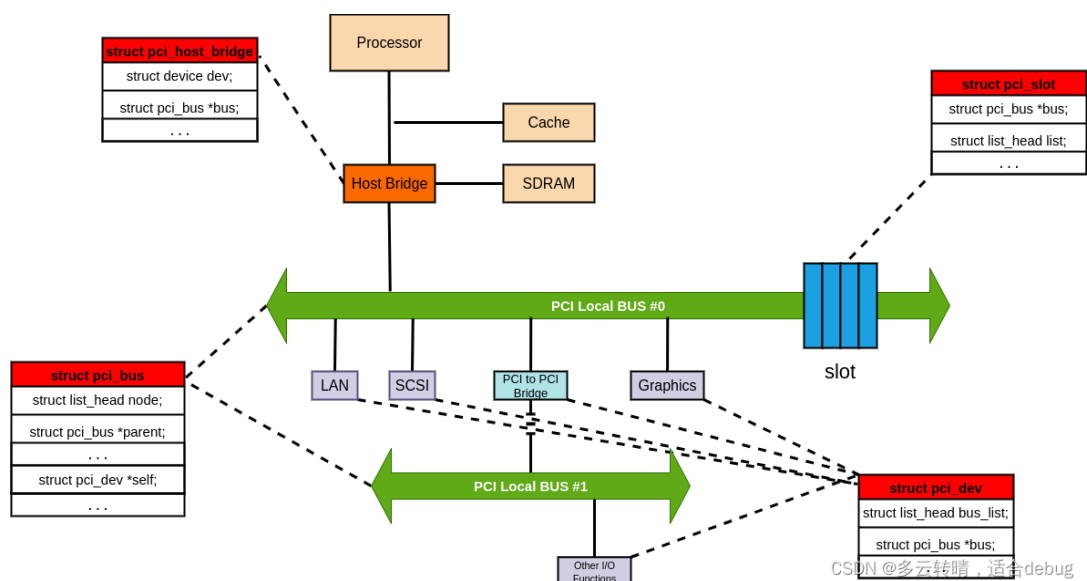 Processor
struct pci_host_bridge
struct device dev;
struct pci_bus *bus;
. . .
Cache
Host Bridge
SDRAM
struct pci_slot
struct pci_bus *bus;
struct list_head list;
. . .
PCI Local BUS #0
slot
LAN
SCSI
PCI to PCI
Bridge
Graphics
struct pci_bus
struct list_head node;
struct pci_bus *parent;
. . .
struct pci_dev *self;
. . .
PCI Local BUS #1
Other I/O
Functions
struct pci_dev
struct list_head bus_list;
struct pci_bus *bus;
. . .
CSDN @多云转晴，适合debug